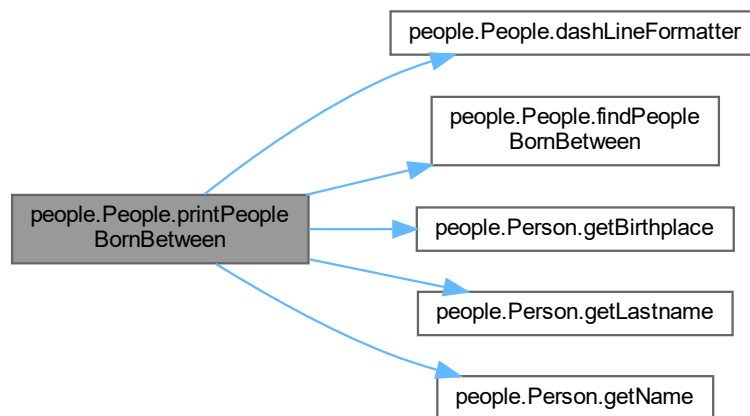 people.People.dashLineFormatter
people.People.findPeople
BornBetween
people.People.printPeople
BornBetween
people.Person.getBirthplace
people.Person.getLastname
people.Person.getName